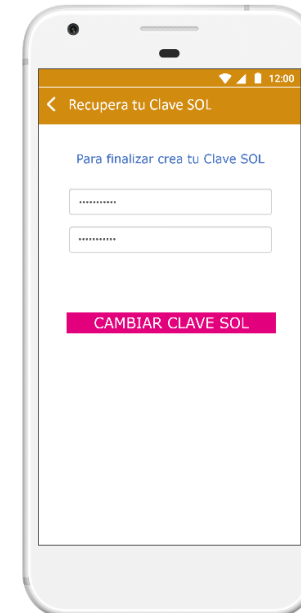 12:00
Recupera tu Clave SOL
Para finalizar crea tu Clave SOL
CAMBIAR CLAVE SOL